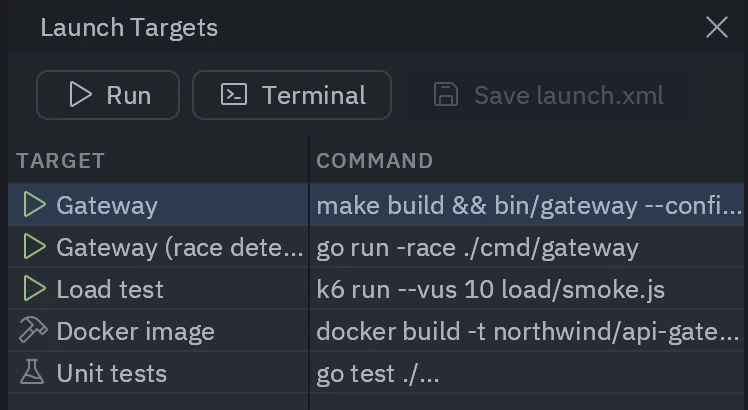 Launch Targets
Run Terminal Save launch.xml
TARGET COMMAND
Gateway make build && bin/gateway --confi...
Gateway (race dete... go run -race ./cmd/gateway
Load test k6 run --vus 10 load/smoke.js
Docker image docker build -t northwind/api-gate...
Unit tests go test ./...